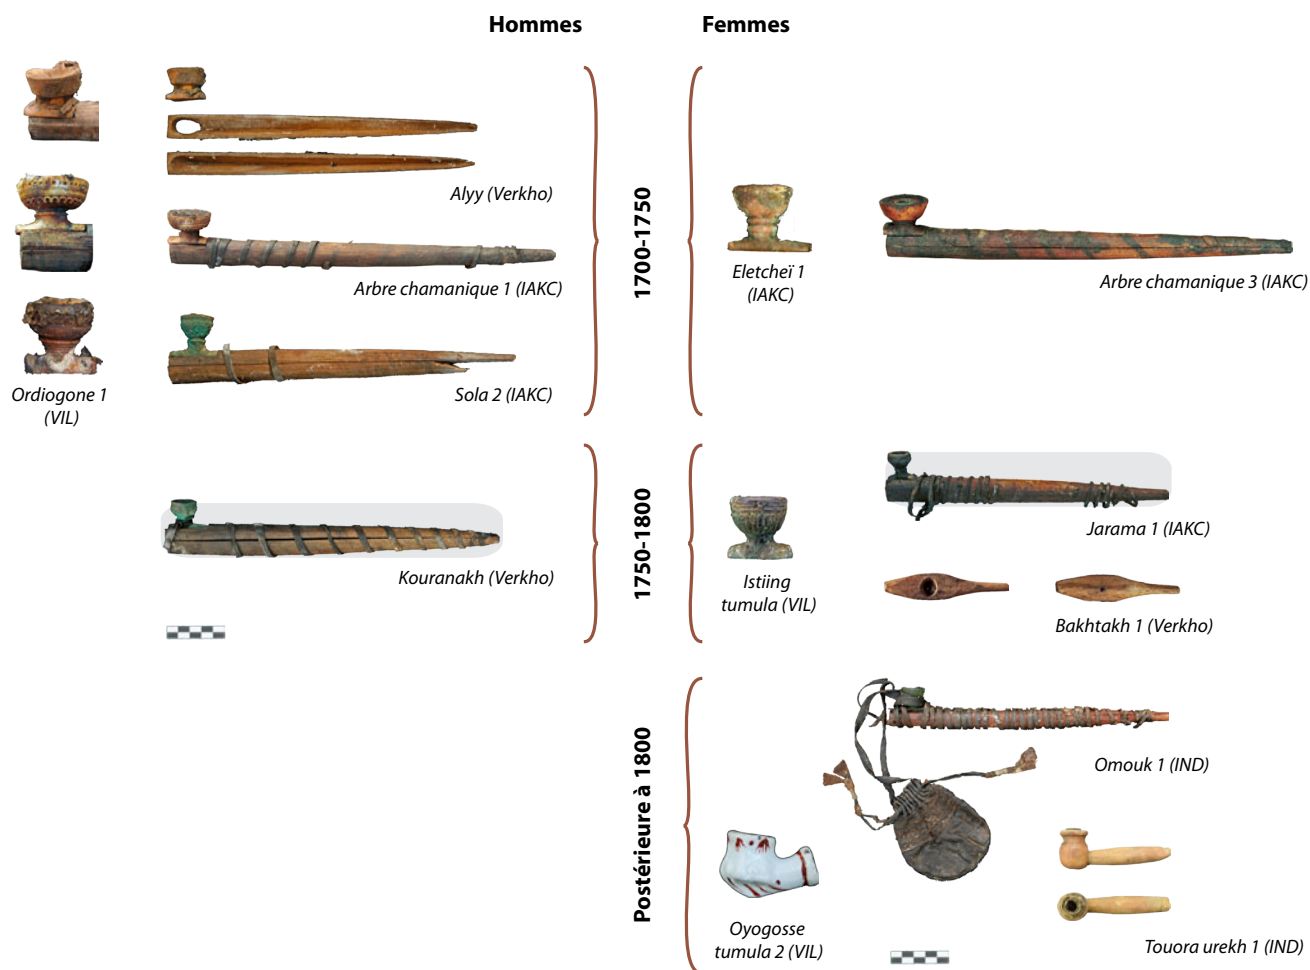 Hommes
Femmes
1700-1750
Alyy (Verkho)
Arbre chamanique 1 (IAKC)
Ordiogone 1
(VIL)
Sola 2 (IAKC)
Eletcheï 1
(IAKC)
Arbre chamanique 3 (IAKC)
1750-1800
Kouranakh (Verkho)
Istiing
tumula (VIL)
Jarama 1 (IAKC)
Bakhtakh 1 (Verkho)
Postérieure à 1800
Omouk 1 (IND)
Oyogosse
tumula 2 (VIL)
Touora urekh 1 (IND)